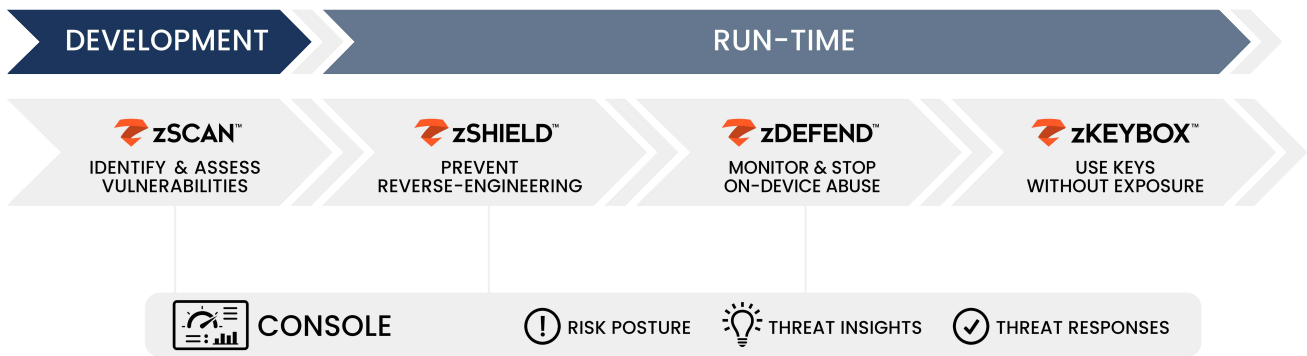 DEVELOPMENT
RUN-TIME
zSCAN™
IDENTIFY & ASSESS
VULNERABILITIES
zSHIELD™
PREVENT
REVERSE-ENGINEERING
zDEFEND™
MONITOR & STOP
ON-DEVICE ABUSE
zKEYBOX™
USE KEYS
WITHOUT EXPOSURE
CONSOLE
RISK POSTURE
THREAT INSIGHTS
THREAT RESPONSES